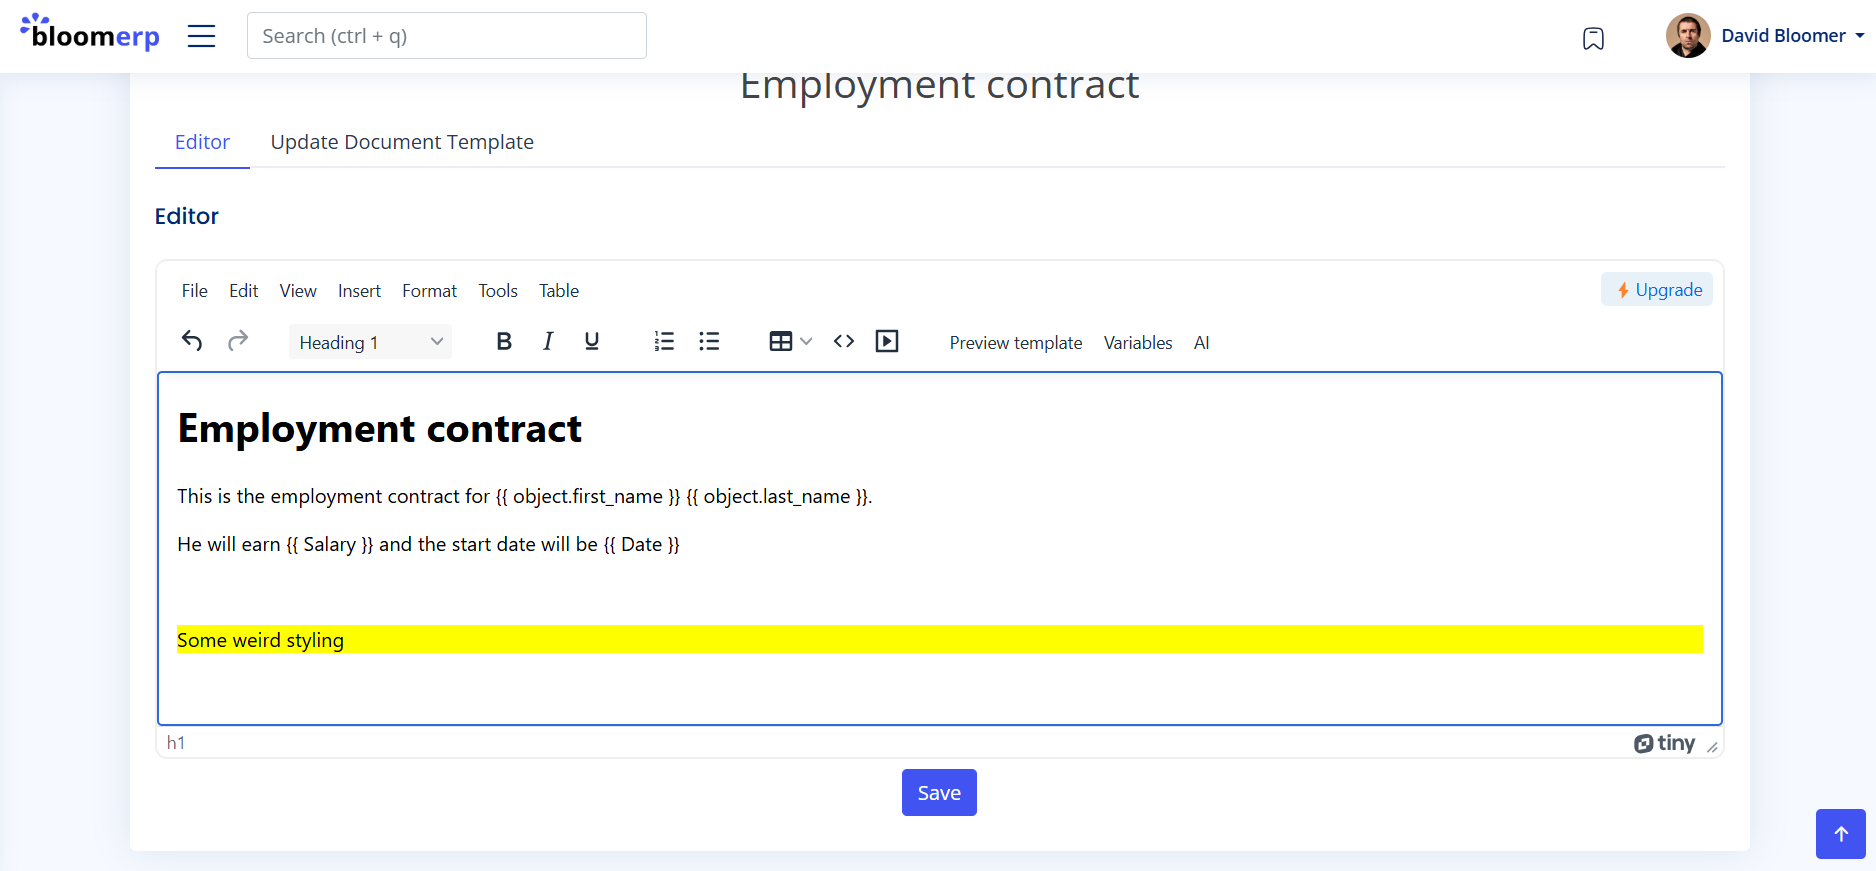 bloomerp
Search (ctrl + q)
David Bloomer
Employment contract
Editor
Update Document Template
Editor
File Edit View Insert Format Tools Table
Upgrade
Heading 1
B I U
Preview template Variables AI
Employment contract
This is the employment contract for {{ object.first_name }} {{ object.last_name }}.
He will earn {{ Salary }} and the start date will be {{ Date }}
Some weird styling
h1
tiny
Save